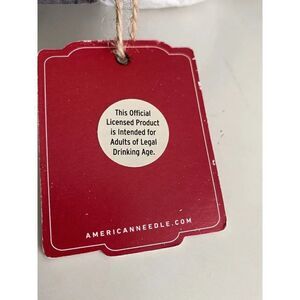 This Official
Licensed Product
is Intended for
Adults of Legal
Drinking Age.
AMERICANNEEDLE.COM